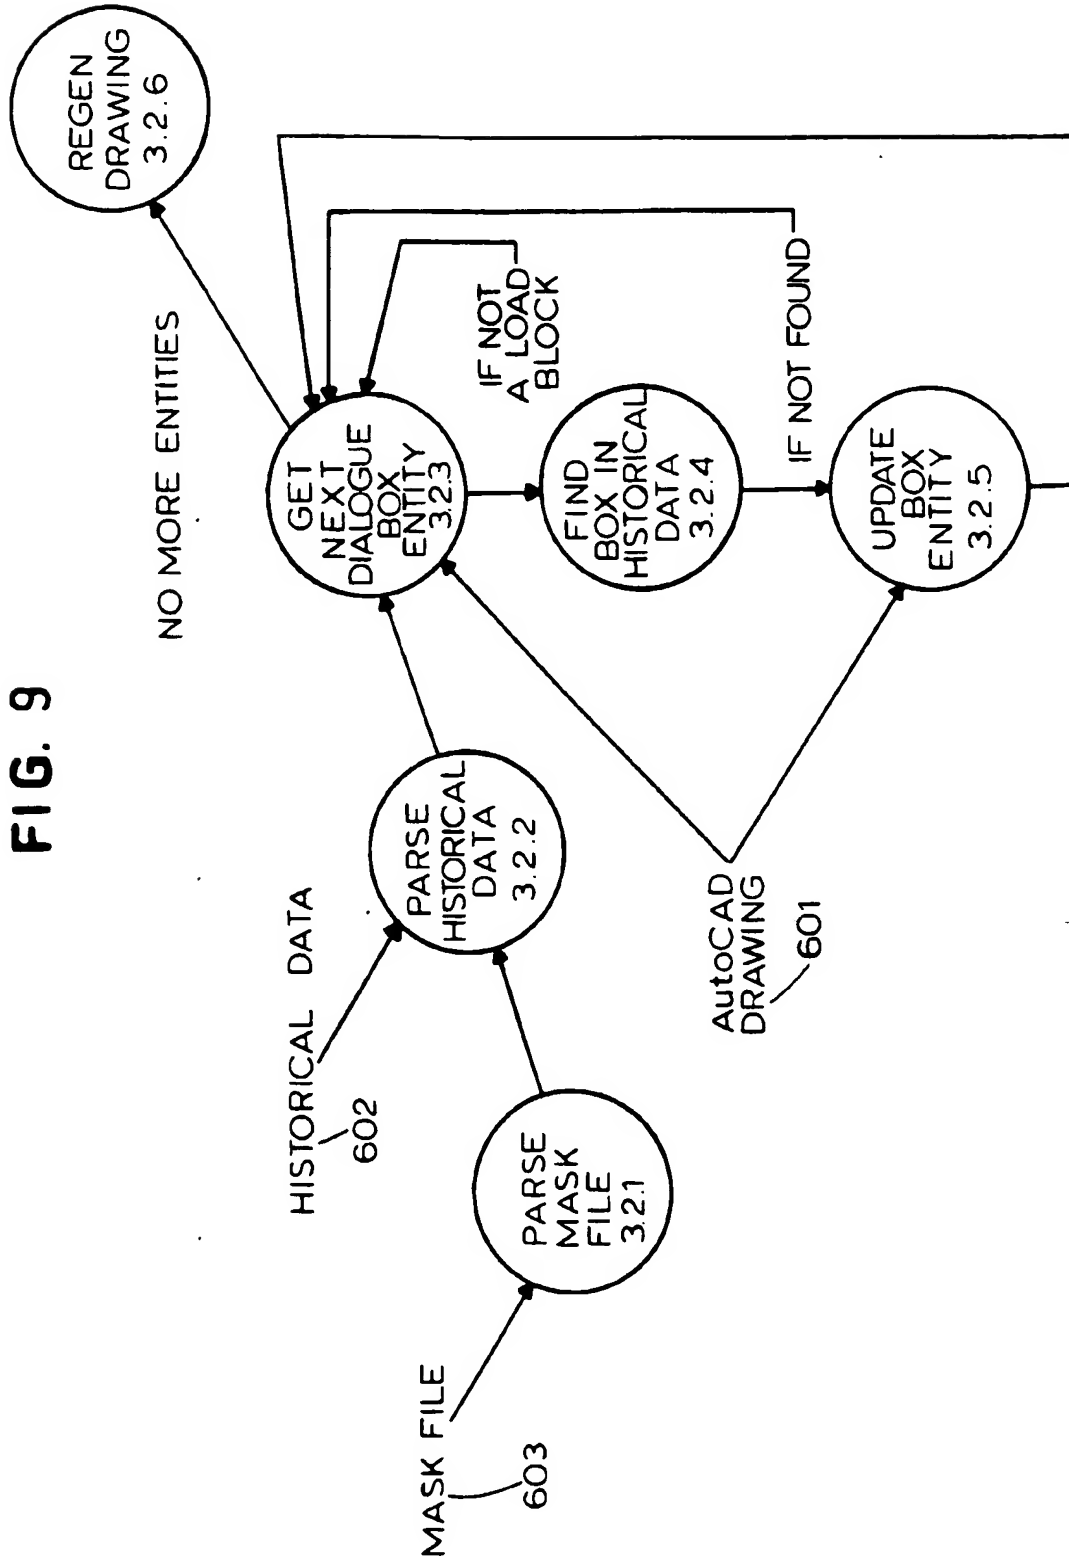 FIG. 9
MASK FILE
603
PARSE
MASK
FILE
3.2.1
HISTORICAL DATA
602
PARSE
HISTORICAL
DATA
3.2.2
AutoCAD
DRAWING
601
NO MORE ENTITIES
GET
NEXT
DIALOGUE
BOX
ENTITY
3.2.3
IF NOT
A LOAD
BLOCK
FIND
BOX IN
HISTORICAL
DATA
3.2.4
IF NOT FOUND
UPDATE
BOX
ENTITY
3.2.5
REGEN
DRAWING
3.2.6